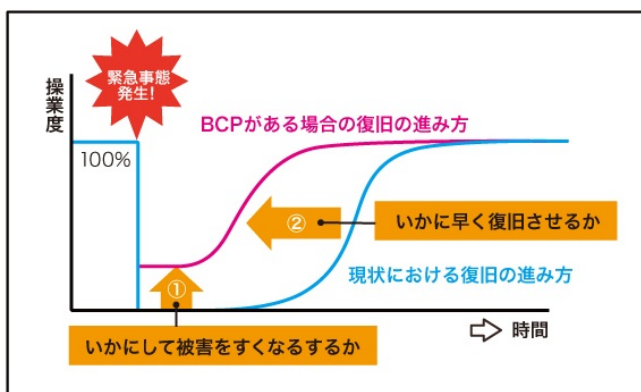 緊急事態
発生!
操業度
100%
BCPがある場合の復旧の進み方
②
いかに早く復旧させるか
現状における復旧の進み方
①
時間
いかにして被害をすくなるするか